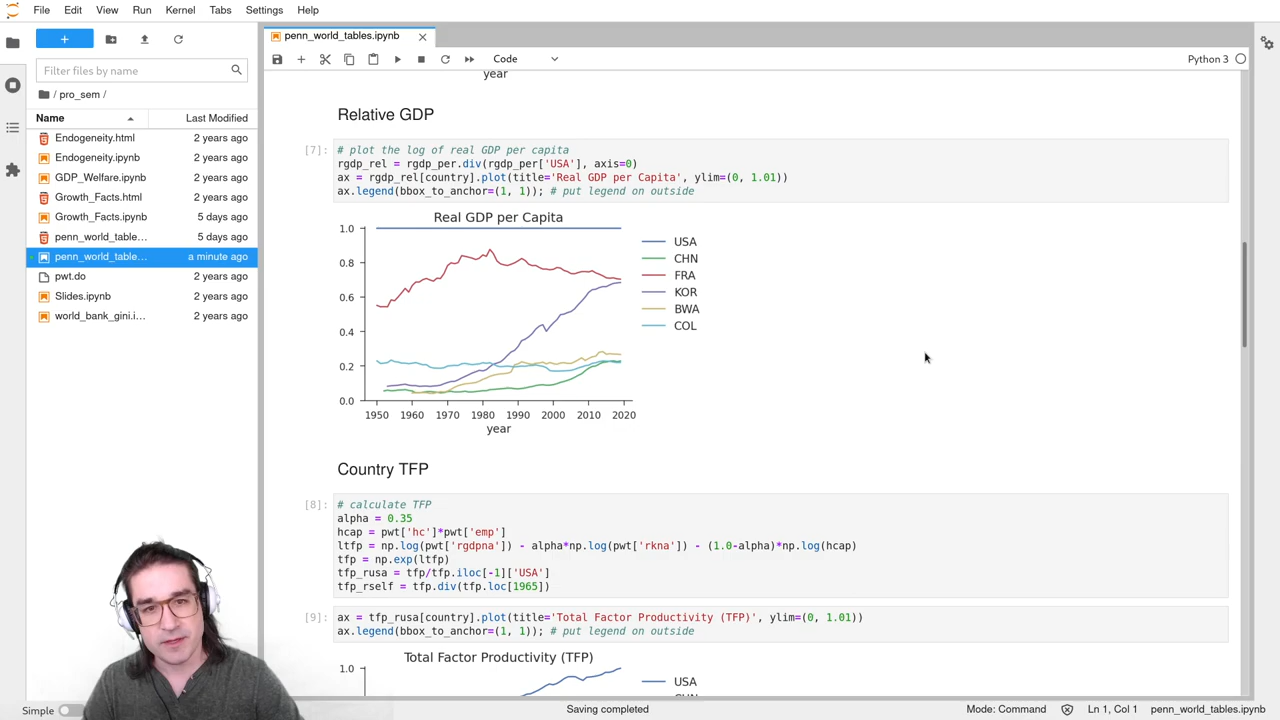 File Edit View Run Kernel Tabs Settings Help
+
Filter files by name
/ pro_sem /
Name Last Modified
Endogeneity.html 2 years ago
Endogeneity.ipynb 2 years ago
GDP_Welfare.ipynb 2 years ago
Growth_Facts.html 2 years ago
Growth_Facts.ipynb 5 days ago
penn_world_table... 5 days ago
penn_world_table... a minute ago
pwt.do 2 years ago
Slides.ipynb 2 years ago
world_bank_gini.i... 2 years ago
penn_world_tables.ipynb
Code
Python 3
year
Relative GDP
[7]:
# plot the log of real GDP per capita
rgdp_rel = rgdp_per.div(rgdp_per['USA'], axis=0)
ax = rgdp_rel[country].plot(title='Real GDP per Capita', ylim=(0, 1.01))
ax.legend(bbox_to_anchor=(1, 1)); # put legend on outside
Real GDP per Capita
1.0
0.8
0.6
0.4
0.2
0.0
1950 1960 1970 1980 1990 2000 2010 2020
year
USA
CHN
FRA
KOR
BWA
COL
Country TFP
[8]:
# calculate TFP
alpha = 0.35
hcap = pwt['hc']*pwt['emp']
ltfp = np.log(pwt['rgdpna']) - alpha*np.log(pwt['rkna']) - (1.0-alpha)*np.log(hcap)
tfp = np.exp(ltfp)
tfp_rusa = tfp/tfp.iloc[-1]['USA']
tfp_rself = tfp.div(tfp.loc[1965])
[9]:
ax = tfp_rusa[country].plot(title='Total Factor Productivity (TFP)', ylim=(0, 1.01))
ax.legend(bbox_to_anchor=(1, 1)); # put legend on outside
Total Factor Productivity (TFP)
1.0
USA
Simple
Saving completed
Mode: Command
Ln 1, Col 1
penn_world_tables.ipynb